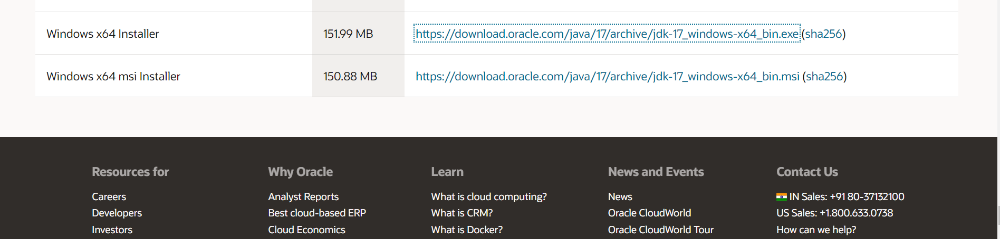 Windows x64 Installer 151.99 MB https://download.oracle.com/java/17/archive/jdk-17_windows-x64_bin.exe (sha256)
Windows x64 msi Installer 150.88 MB https://download.oracle.com/java/17/archive/jdk-17_windows-x64_bin.msi (sha256)
Resources for
Careers
Developers
Investors
Why Oracle
Analyst Reports
Best cloud-based ERP
Cloud Economics
Learn
What is cloud computing?
What is CRM?
What is Docker?
News and Events
News
Oracle CloudWorld
Oracle CloudWorld Tour
Contact Us
IN Sales: +91 80-37132100
US Sales: +1.800.633.0738
How can we help?